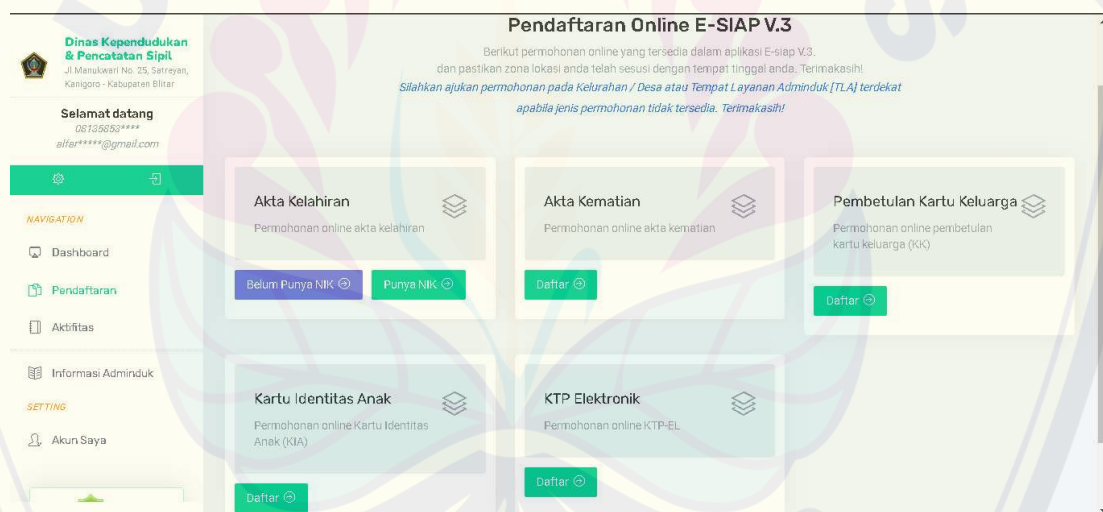 Dinas Kependudukan
& Pencatatan Sipil
Jl.Manukwari No. 25, Satreyan,
Kanigoro - Kabupaten Blitar
Selamat datang
08135853****
alfar*****@gmail.com
NAVIGATION
Dashboard
Pendaftaran
Aktifitas
Informasi Adminduk
SETTING
Akun Saya
Pendaftaran Online E-SIAP V.3
Berikut permohonan online yang tersedia dalam aplikasi E-siap V.3.
dan pastikan zona lokasi anda telah sesusi dengan tempat tinggal anda. Terimakasih!
Silahkan ajukan permohonan pada Kelurahan / Desa atau Tempat Layanan Adminduk [TLA] terdekat
apabila jenis permohonan tidak tersedia. Terimakasih!
Akta Kelahiran
Permohonan online akta kelahiran
Belum Punya NIK
Punya NIK
Akta Kematian
Permohonan online akta kematian
Daftar
Pembetulan Kartu Keluarga
Permohonan online pembetulan
kartu keluarga (KK)
Daftar
Kartu Identitas Anak
Permohonan online Kartu Identitas
Anak (KIA)
Daftar
KTP Elektronik
Permohonan online KTP-EL
Daftar